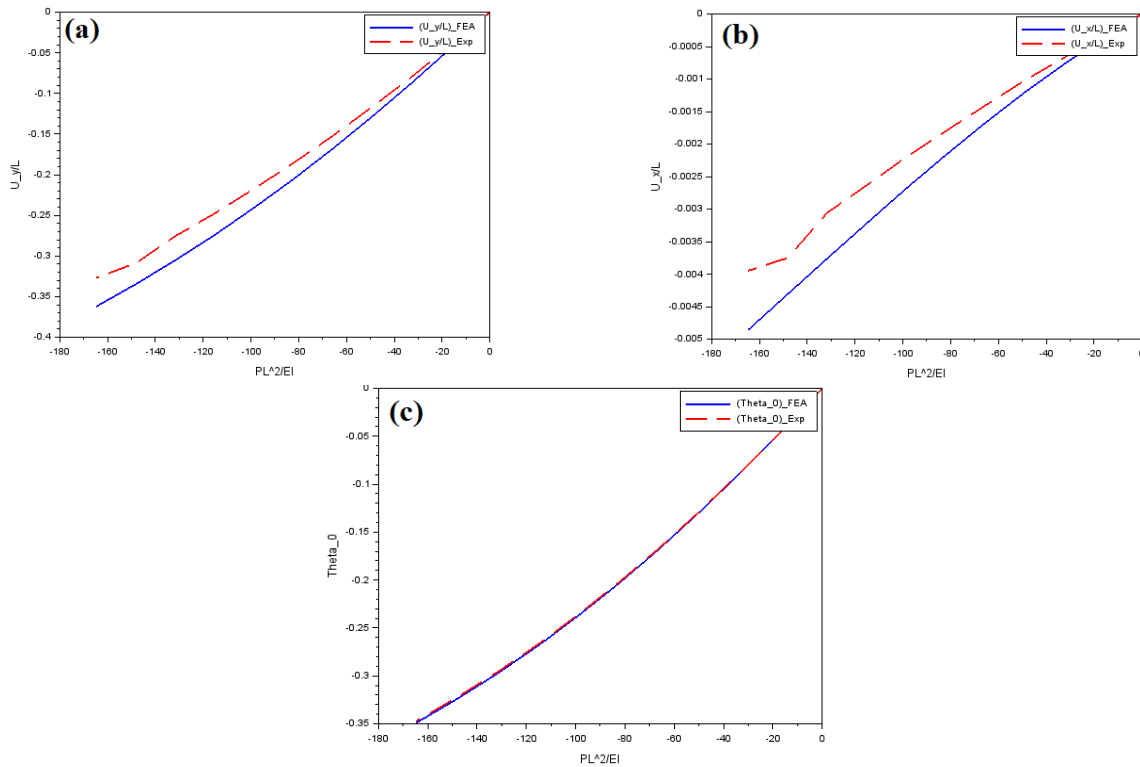 (a)
(U_y/L)_FEA
(U_y/L)_Exp
0
-0.05
-0.1
-0.15
-0.2
-0.25
-0.3
-0.35
-0.4
U_y/L
-180 -160 -140 -120 -100 -80 -60 -40 -20 0
PL^2/EI
(b)
(U_x/L)_FEA
(U_x/L)_Exp
0
-0.0005
-0.001
-0.0015
-0.002
-0.0025
-0.003
-0.0035
-0.004
-0.0045
-0.005
U_x/L
-180 -160 -140 -120 -100 -80 -60 -40 -20
PL^2/EI
(c)
(Theta_0)_FEA
(Theta_0)_Exp
0
-0.05
-0.1
-0.15
-0.2
-0.25
-0.3
-0.35
Theta_0
-180 -160 -140 -120 -100 -80 -60 -40 -20 0
PL^2/EI